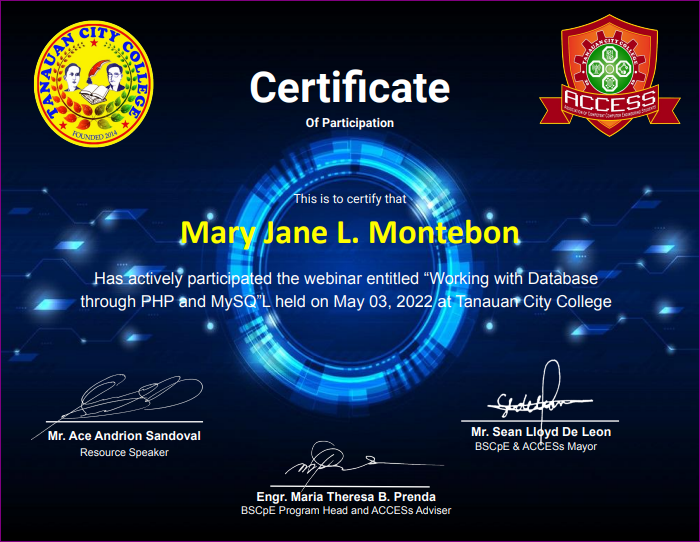 TANAUAN CITY COLLEGE
FOUNDED 2014
TANAUAN CITY COLLEGE
ACCESS
Certificate
Of Participation
This is to certify that
Mary Jane L. Montebon
Has actively participated the webinar entitled “Working with Database
through PHP and MySQ”L held on May 03, 2022 at Tanauan City College
Mr. Ace Andrion Sandoval
Resource Speaker
Mr. Sean Lloyd De Leon
BSCpE & ACCESs Mayor
Engr. Maria Theresa B. Prenda
BSCpE Program Head and ACCESs Adviser